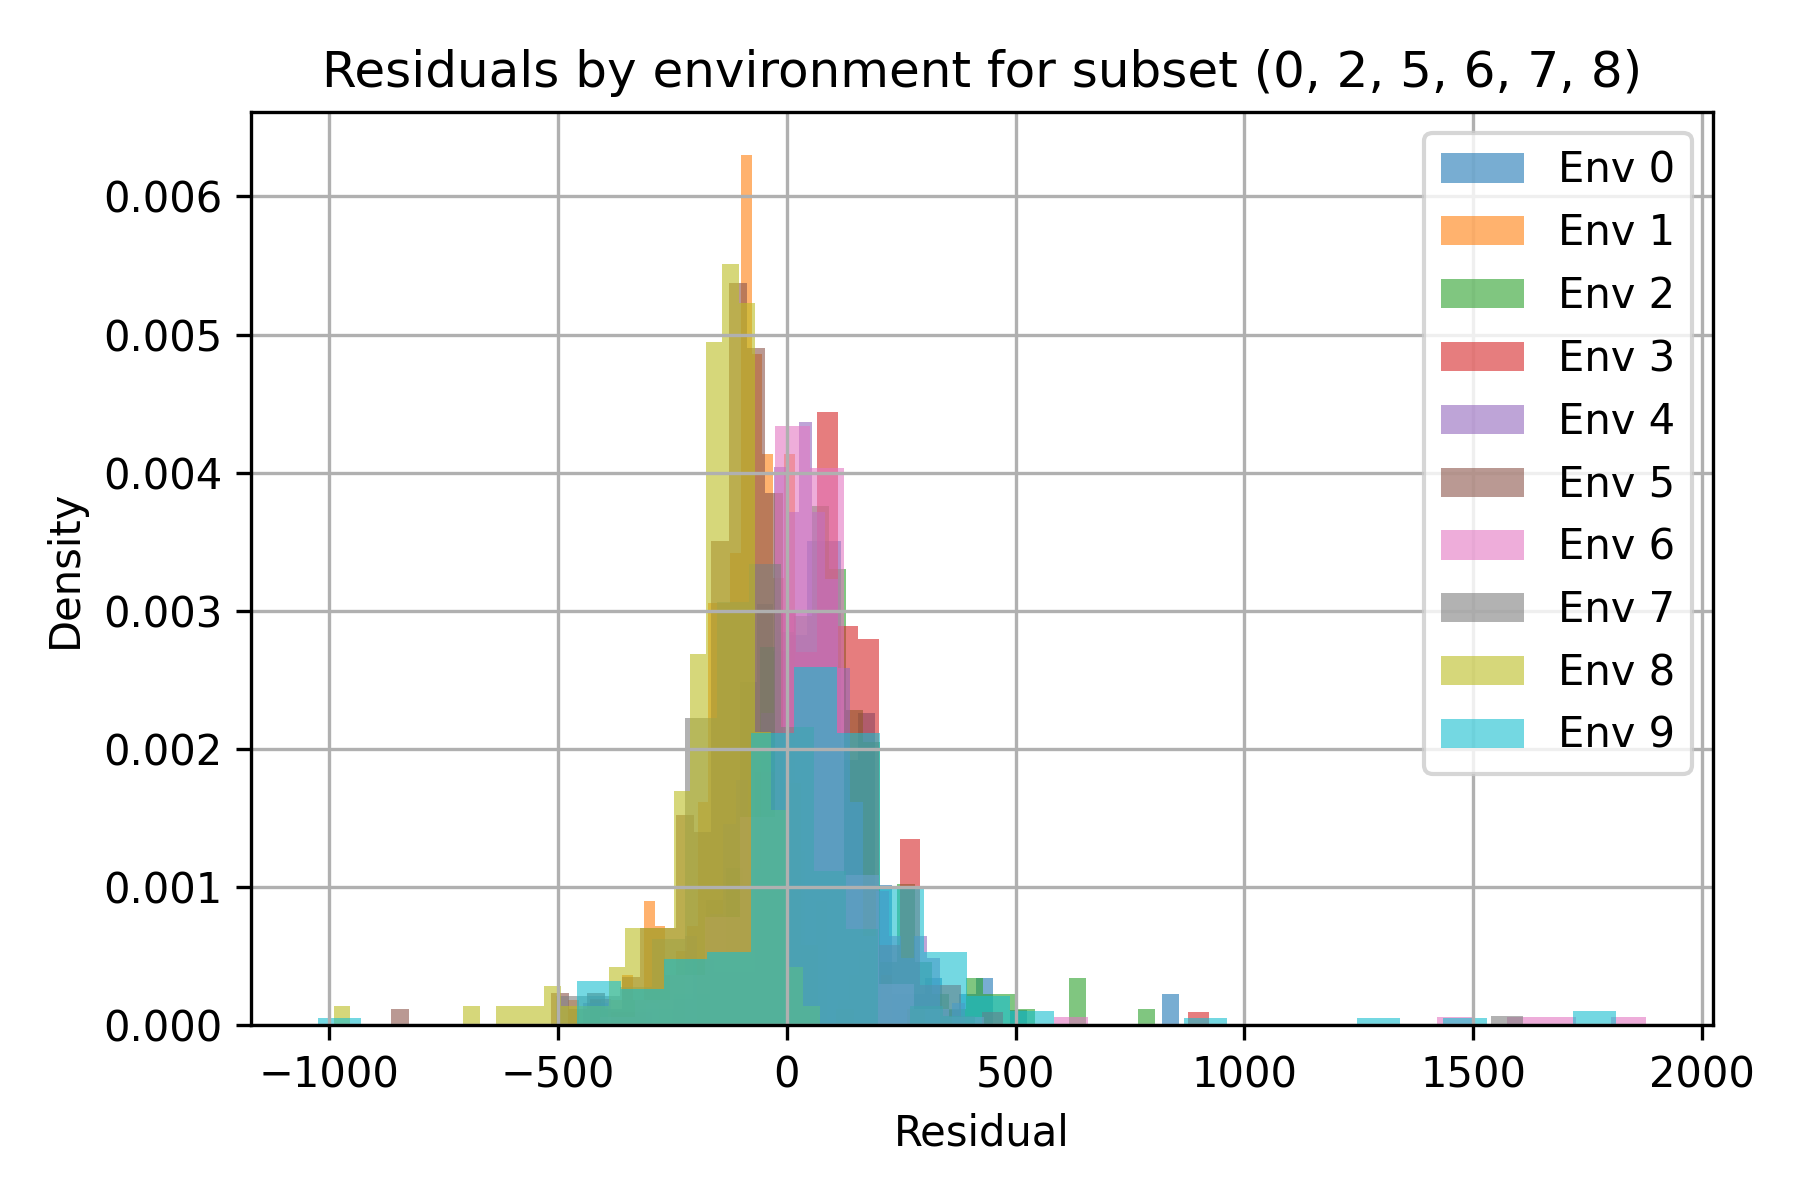 Residuals by environment for subset (0, 2, 5, 6, 7, 8)
Env 0
Env 1
Env 2
Env 3
Env 4
Env 5
Env 6
Env 7
Env 8
Env 9
Density
0.006
0.005
0.004
0.003
0.002
0.001
0.000
−1000 −500 0 500 1000 1500 2000
Residual